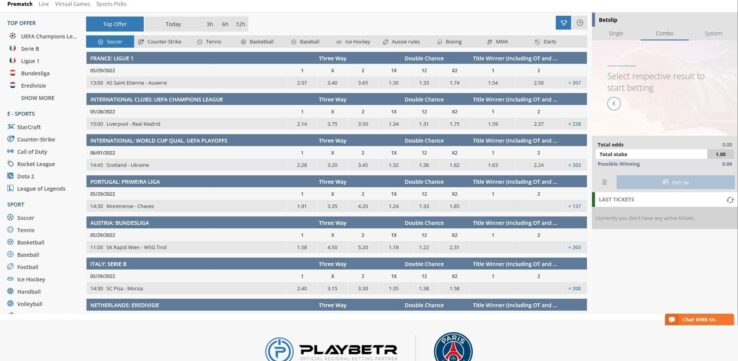 Prematch Live Virtual Games Sports Picks
TOP OFFER
UEFA Champions Le...
Serie B
Ligue 1
Bundesliga
Eredivisie
SHOW MORE
E - SPORTS
StarCraft
Counter-Strike
Call of Duty
Rocket League
Dota 2
League of Legends
SPORT
Soccer
Tennis
Basketball
Baseball
Football
Ice Hockey
Handball
Volleyball
Top Offer Today 3h 6h 12h
Soccer Counter-Strike Tennis Basketball Baseball Ice Hockey Aussie rules Boxing MMA Darts
FRANCE: LIGUE 1 Three Way Double Chance Title Winner (Including OT and ...
05/29/2022 1 X 2 1X 12 X2 1 2
13:00 AS Saint Etienne - Auxerre 2.07 3.40 3.65 1.30 1.33 1.74 1.54 2.50 + 207
INTERNATIONAL CLUBS: UEFA CHAMPIONS LEAGUE Three Way Double Chance Title Winner (Including OT and ...
05/28/2022 1 X 2 1X 12 X2 1 2
15:00 Liverpool - Real Madrid 2.14 3.75 3.50 1.34 1.31 1.75 1.59 2.37 + 228
INTERNATIONAL: WORLD CUP QUAL. UEFA PLAYOFFS Three Way Double Chance Title Winner (Including OT and ...
06/01/2022 1 X 2 1X 12 X2 1 2
14:45 Scotland - Ukraine 2.28 3.20 3.45 1.32 1.36 1.62 1.63 2.24 + 203
PORTUGAL: PRIMEIRA LIGA Three Way Double Chance Title Winner (Including OT and ...
05/29/2022 1 X 2 1X 12 X2 1 2
14:30 Moreirense - Chaves 1.91 3.35 4.20 1.24 1.33 1.85 + 137
AUSTRIA: BUNDESLIGA Three Way Double Chance Title Winner (Including OT and ...
05/29/2022 1 X 2 1X 12 X2 1 2
11:00 SK Rapid Wien - WSG Tirol 1.58 4.50 5.20 1.18 1.22 2.31 + 203
ITALY: SERIE B Three Way Double Chance Title Winner (Including OT and ...
05/29/2022 1 X 2 1X 12 X2 1 2
14:30 SC Pisa - Monza 2.40 3.15 3.30 1.35 1.38 1.58 + 200
NETHERLANDS: EREDIVISIE Three Way Double Chance Title Winner (Including OT and ...
Betslip
Single Combo System
Select respective result to
start betting
Total odds 0.00
Total stake 1.00
Possible Winning 0.00
LAST TICKETS
Currently you don't have any active tickets.
Chat With Us
PLAYBETR
OFFICIAL REGIONAL BETTING PARTNER
PARIS